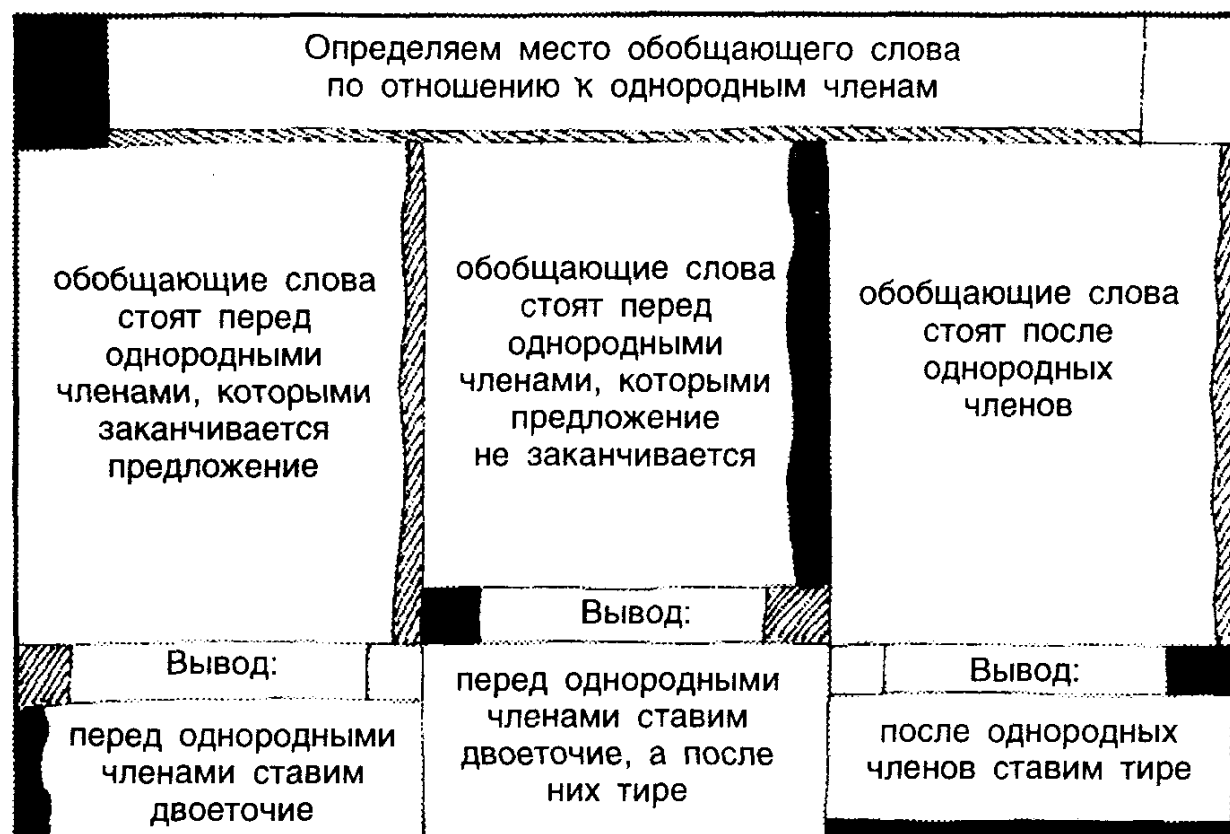 Определяем место обобщающего слова
по отношению к однородным членам
обобщающие слова
стоят перед
однородными
членами, которыми
заканчивается
предложение
Вывод:
перед однородными
членами ставим
двоеточие
обобщающие слова
стоят перед
однородными
членами, которыми
предложение
не заканчивается
Вывод:
перед однородными
членами ставим
двоеточие, а после
них тире
обобщающие слова
стоят после
однородных
членов
Вывод:
после однородных
членов ставим тире